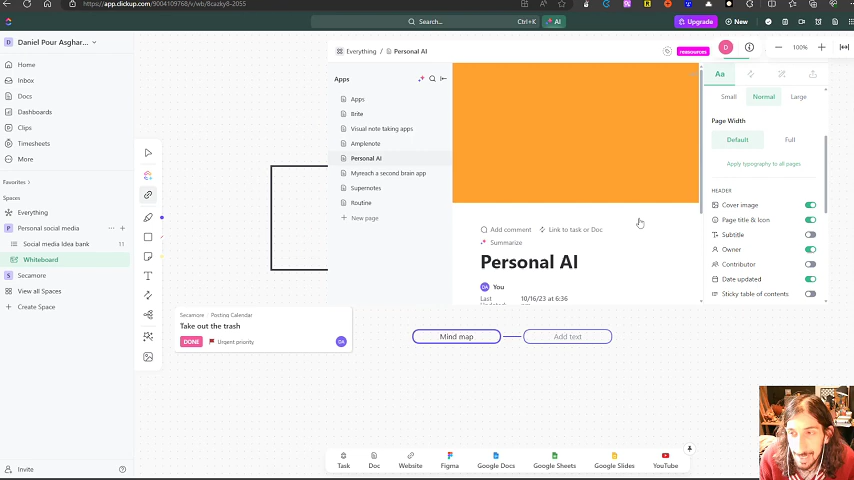 https://app.clickup.com/9004109768/v/wb/8cazky8-2055
Search...
Ctrl+K
AI
Upgrade
New
D
Daniel Pour Asghar...
Home
Inbox
Docs
Dashboards
Clips
Timesheets
More
Favorites
Spaces
Everything
P Personal social media
Social media Idea bank 11
Whiteboard
S Secamore
View all Spaces
Create Space
Invite
Everything / Personal AI
D
ressources
100%
Apps
Apps
Brite
Visual note taking apps
Amplenote
Personal AI
Myreach a second brain app
Supernotes
Routine
New page
Add comment
Link to task or Doc
Summarize
Personal AI
DA You
Last
10/16/23 at 6:36
Aa
Small
Normal
Large
Page Width
Default
Full
Apply typography to all pages
HEADER
Cover image
Page title & Icon
Subtitle
Owner
Contributor
Date updated
Sticky table of contents
Secamore Posting Calendar
Take out the trash
DONE
Urgent priority
DA
Mind map
Add text
Task
Doc
Website
Figma
Google Docs
Google Sheets
Google Slides
YouTube